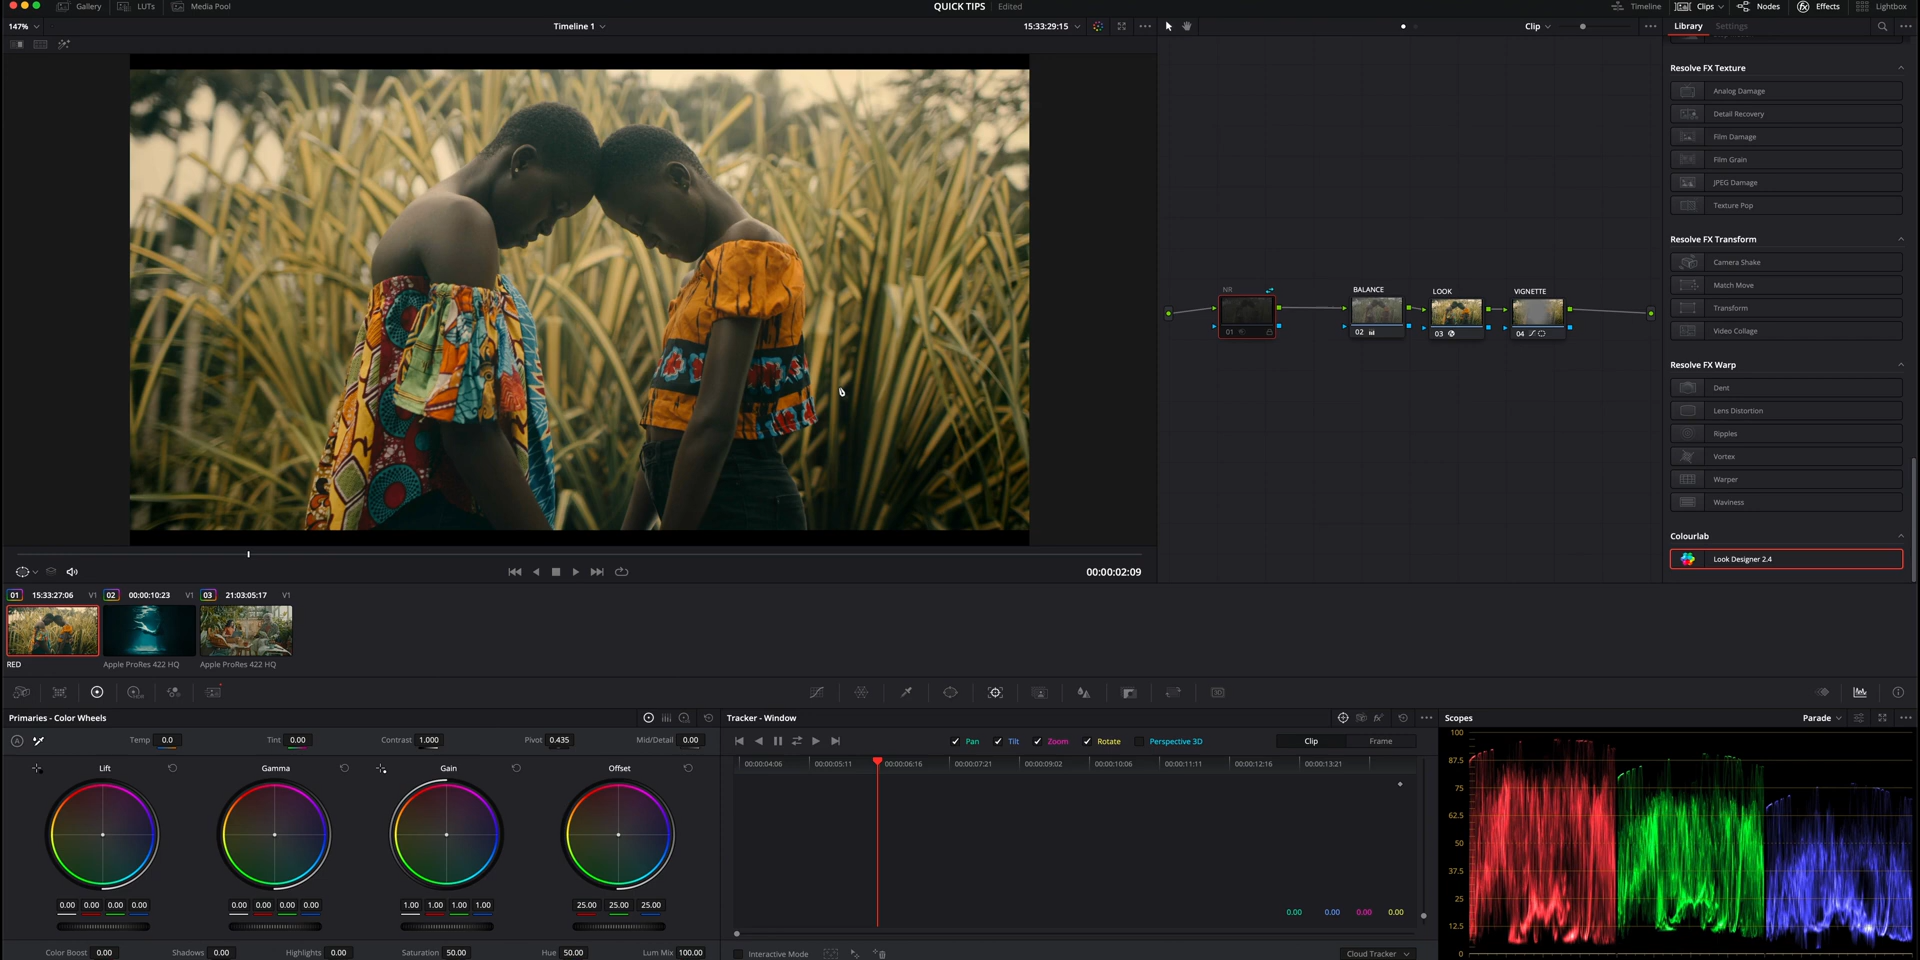 Gallery LUTs Media Pool QUICK TIPS Edited Timeline Clips Nodes fx Effects Lightbox
147% Timeline 1 15:33:29:15 Clip Library Settings
Resolve FX Texture
Analog Damage
Detail Recovery
Film Damage
Film Grain
JPEG Damage
Texture Pop
Resolve FX Transform
Camera Shake
Match Move
Transform
Video Collage
NR BALANCE LOOK VIGNETTE
01 02 03 04
Resolve FX Warp
Dent
Lens Distortion
Ripples
Vortex
Warper
Waviness
Colourlab
Look Designer 2.4
00:00:02:09
01 15:33:27:06 V1 02 00:00:10:23 V1 03 21:03:05:17 V1
RED Apple ProRes 422 HQ Apple ProRes 422 HQ
3D
Primaries - Color Wheels Tracker - Window fx Scopes Parade
A Temp 0.0 Tint 0.00 Contrast 1.000 Pivot 0.435 Mid/Detail 0.00 Pan Tilt Zoom Rotate Perspective 3D Clip Frame
100
Lift Gamma Gain Offset 00:00:04:06 00:00:05:11 00:00:06:16 00:00:07:21 00:00:09:02 00:00:10:06 00:00:11:11 00:00:12:16 00:00:13:21 87.5
75
62.5
50
37.5
25
0.00 0.00 0.00 0.00 0.00 0.00 0.00 0.00 1.00 1.00 1.00 1.00 25.00 25.00 25.00 0.00 0.00 0.00 0.00
12.5
Color Boost 0.00 Shadows 0.00 Highlights 0.00 Saturation 50.00 Hue 50.00 Lum Mix 100.00 Interactive Mode Cloud Tracker 0